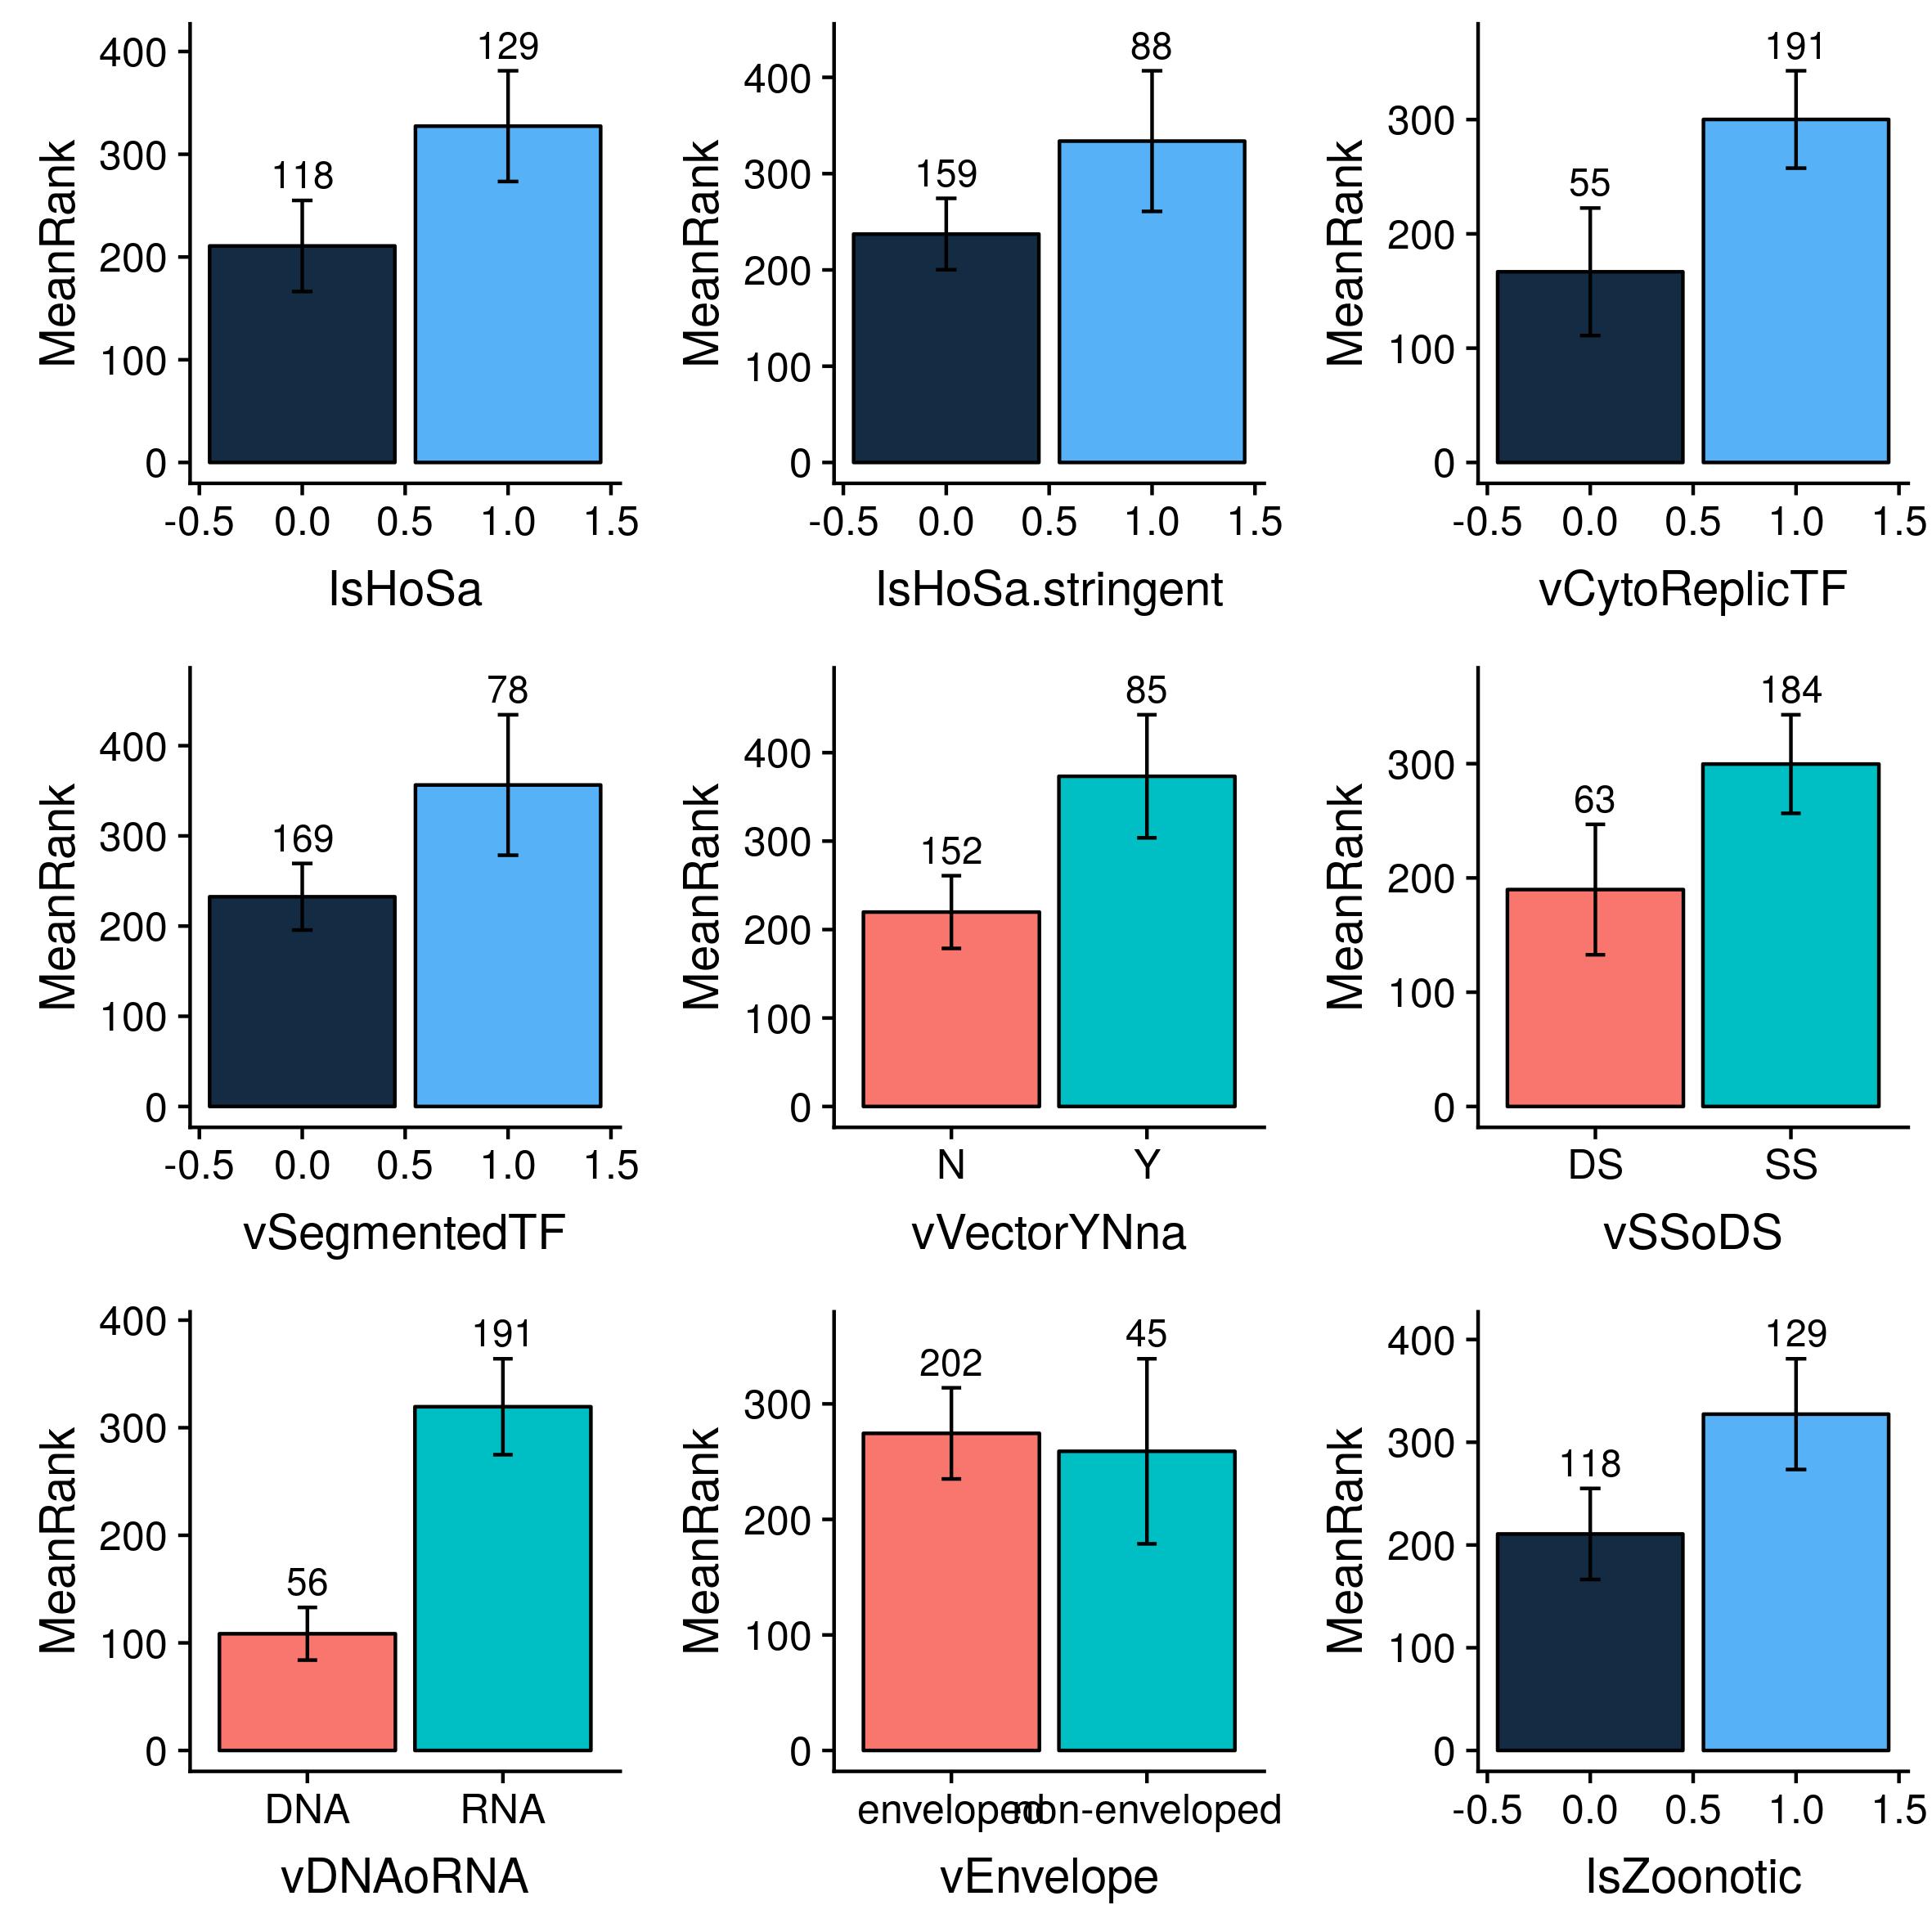 MeanRank
400
300
200
100
0
118
129
-0.5 0.0 0.5 1.0 1.5
IsHoSa
MeanRank
400
300
200
100
0
159
88
-0.5 0.0 0.5 1.0 1.5
IsHoSa.stringent
MeanRank
300
200
100
0
55
191
-0.5 0.0 0.5 1.0 1.5
vCytoReplicTF
MeanRank
400
300
200
100
0
169
78
-0.5 0.0 0.5 1.0 1.5
vSegmentedTF
MeanRank
400
300
200
100
0
152
85
N Y
vVectorYNna
MeanRank
300
200
100
0
63
184
DS SS
vSSoDS
MeanRank
400
300
200
100
0
56
191
DNA RNA
vDNAoRNA
MeanRank
300
200
100
0
202
45
enveloped non-enveloped
vEnvelope
MeanRank
400
300
200
100
0
118
129
-0.5 0.0 0.5 1.0 1.5
IsZoonotic